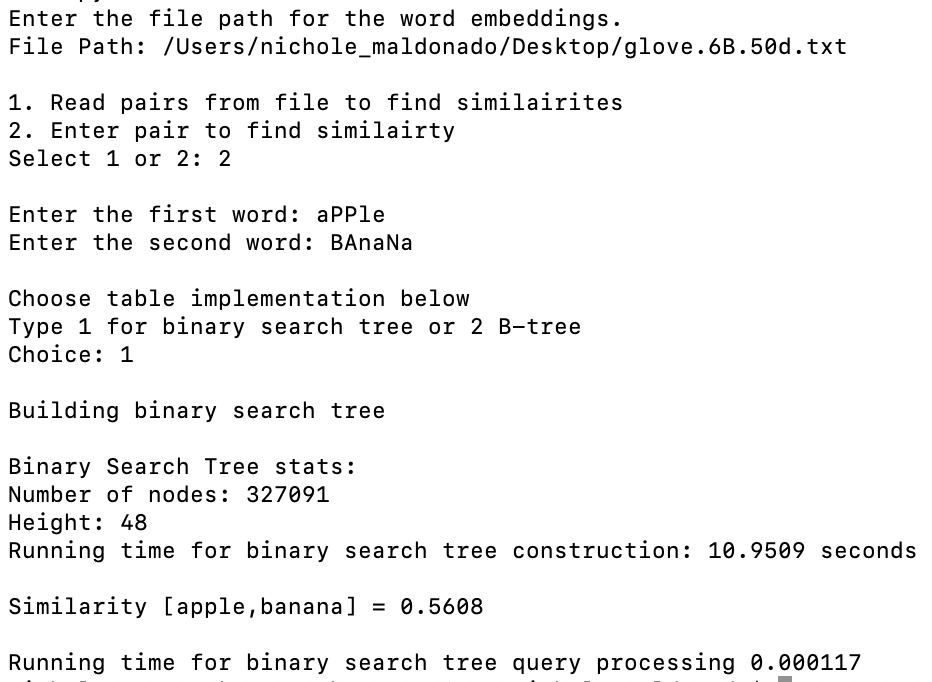 Enter the file path for the word embeddings.
File Path: /Users/nichole_maldonado/Desktop/glove.6B.50d.txt
1. Read pairs from file to find similairites
2. Enter pair to find similairty
Select 1 or 2: 2
Enter the first word: aPPle
Enter the second word: BAnaNa
Choose table implementation below
Type 1 for binary search tree or 2 B-tree
Choice: 1
Building binary search tree
Binary Search Tree stats:
Number of nodes: 327091
Height: 48
Running time for binary search tree construction: 10.9509 seconds
Similarity [apple,banana] = 0.5608
Running time for binary search tree query processing 0.000117